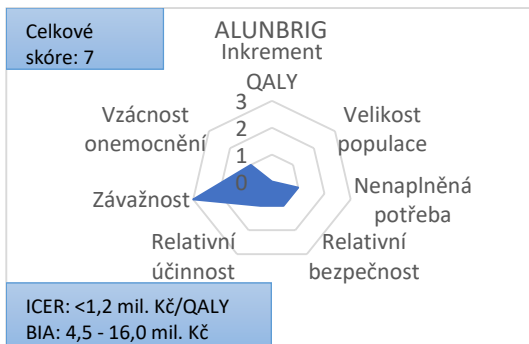 Celkové
skóre: 7
ALUNBRIG
Inkrement
QALY
3
2
1
0
Velikost
populace
Nenaplněná
potřeba
Relativní
bezpečnost
Relativní
účinnost
Závažnost
Vzácnost
onemocnění
ICER: <1,2 mil. Kč/QALY
BIA: 4,5 - 16,0 mil. Kč